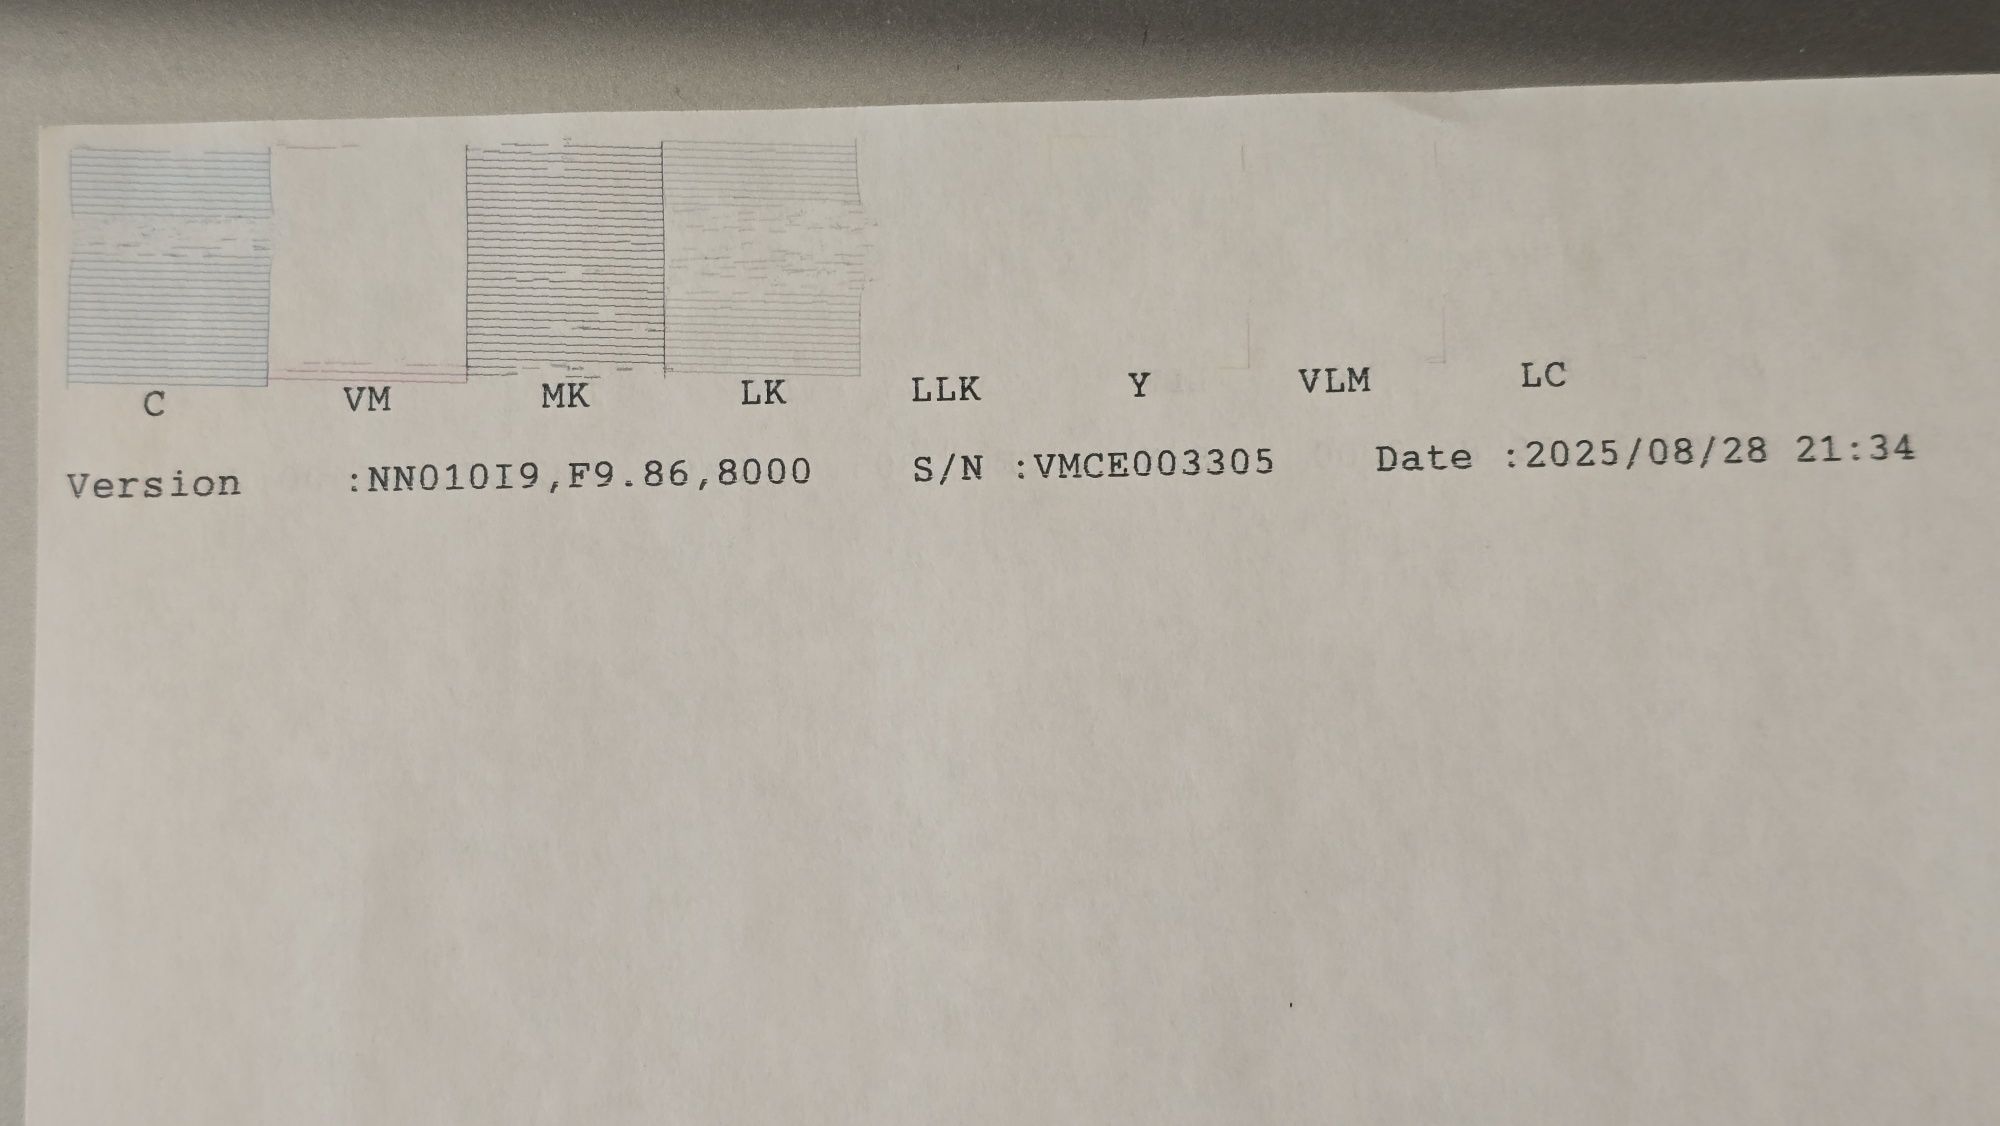 C VM MK LK LLK Y VLM LC
Version :NN010I9,F9.86,8000 S/N :VMCE003305 Date :2025/08/28 21:34